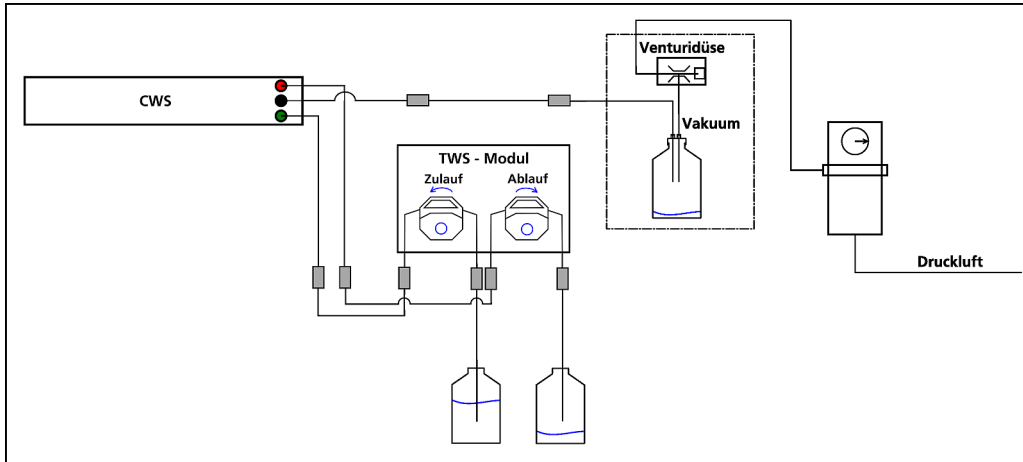 Venturidüse
CWS
Vakuum
TWS - Modul
Zulauf
Ablauf
Druckluft